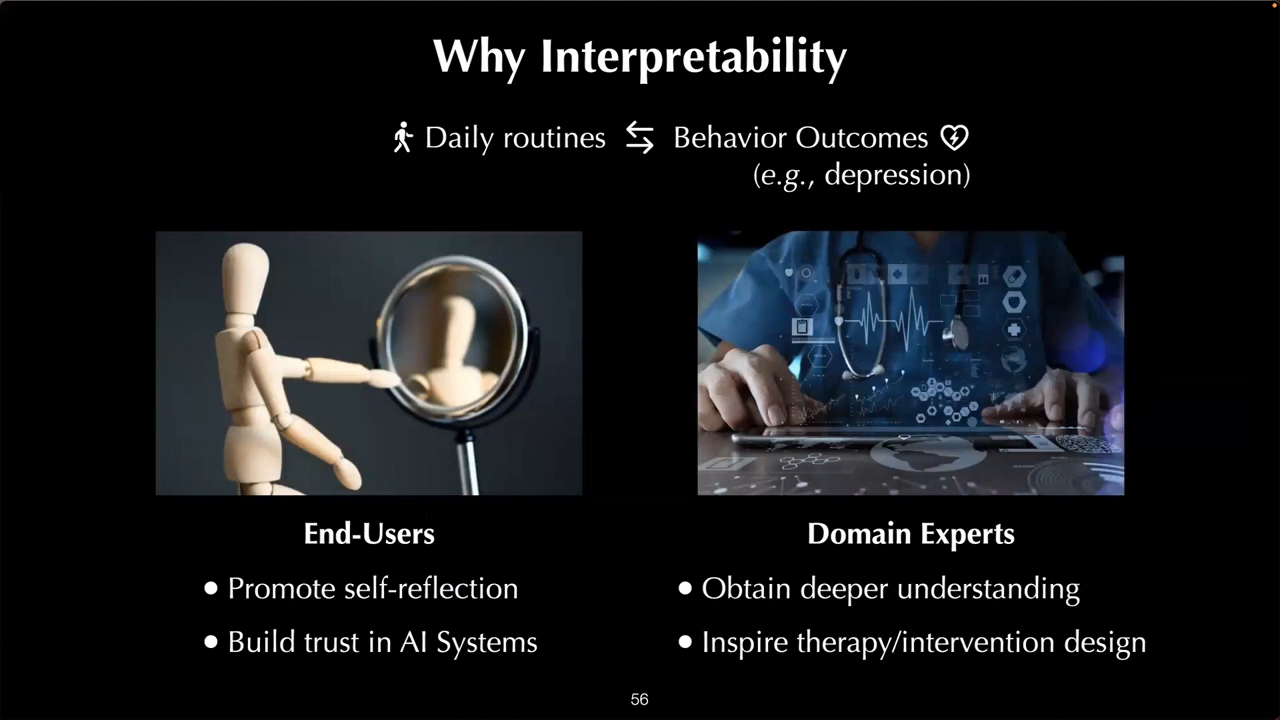 Why Interpretability
Daily routines Behavior Outcomes
(e.g., depression)
End-Users
• Promote self-reflection
• Build trust in AI Systems
Domain Experts
• Obtain deeper understanding
• Inspire therapy/intervention design
56